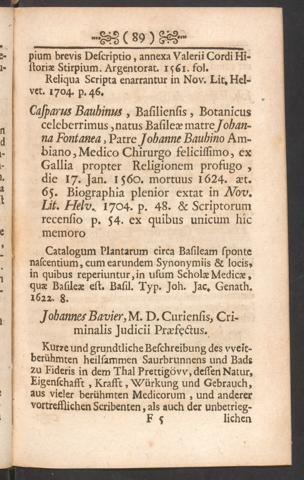 ( 89 )
pium brevis Descriptio, annexa Valerii Cordi Hi-
storiæ Stirpium. Argentorat. 1561. fol.
Reliqua Scripta enarrantur in Nov. Lit. Hel-
vet. 1704. p. 46.
Casparus Bauhinus, Basiliensis, Botanicus
celeberrimus, natus Basileæ matre Johan-
na Fontanea, Patre Johanne Bauhino Am-
biano, Medico Chirurgo felicissimo, ex
Gallia propter Religionem profugo,
die 17. Jan. 1560. mortuus 1624. æt.
65. Biographia plenior extat in Nov.
Lit. Helv. 1704. p. 48. & Scriptorum
recensio p. 54. ex quibus unicum hic
memoro
Catalogum Plantarum circa Basileam sponte
nascentium, cum earundem Synonymiis & locis,
in quibus reperiuntur, in usum Scholæ Medicæ,
quæ Basileæ est. Basil. Typ. Joh. Jac. Genath.
1622. 8.
Johannes Bavier, M. D. Curiensis, Cri-
minalis Judicii Præfectus.
Kurze und grundtliche Beschreibung des vveit-
berühmten heilsammen Saurbrunnens und Bads
zu Fideris in dem Thal Prettigövv, dessen Natur,
Eigenschafft, Krafft, Würkung und Gebrauch,
aus vieler berühmten Medicorum, und anderer
vortrefflichen Scribenten, als auch der unbetrieg-
F 5 lichen